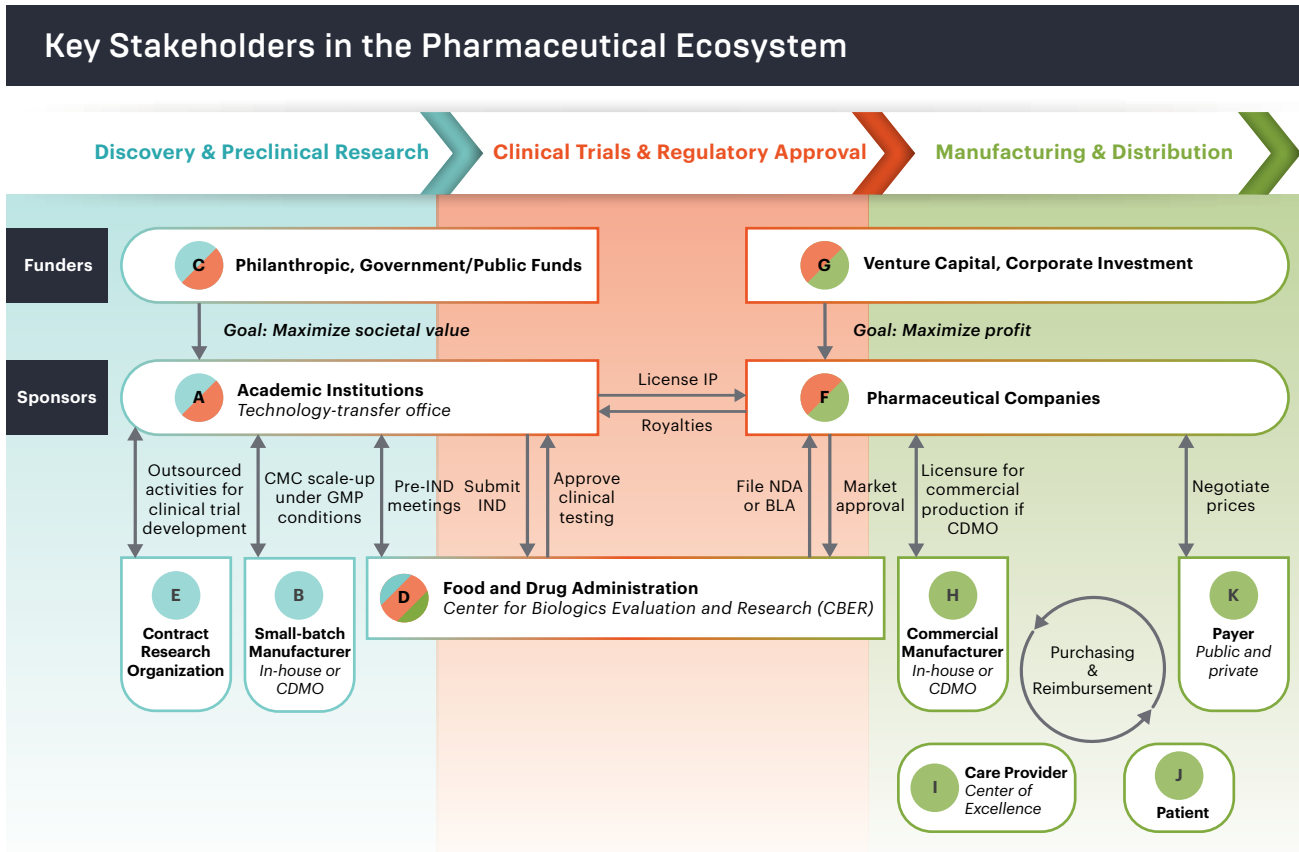 Key Stakeholders in the Pharmaceutical Ecosystem
Discovery & Preclinical Research
Clinical Trials & Regulatory Approval
Manufacturing & Distribution
Funders
C
Philanthropic, Government/Public Funds
G
Venture Capital, Corporate Investment
Goal: Maximize societal value
Goal: Maximize profit
Sponsors
A
Academic Institutions
Technology-transfer office
License IP
Royalties
F
Pharmaceutical Companies
Outsourced
activities for
clinical trial
development
CMC scale-up
under GMP
conditions
Pre-IND
meetings
Submit
IND
Approve
clinical
testing
File NDA
or BLA
Market
approval
Licensure for
commercial
production if
CDMO
Negotiate
prices
E
Contract
Research
Organization
B
Small-batch
Manufacturer
In-house or
CDMO
D
Food and Drug Administration
Center for Biologics Evaluation and Research (CBER)
H
Commercial
Manufacturer
In-house or
CDMO
Purchasing
&
Reimbursement
K
Payer
Public and
private
I
Care Provider
Center of
Excellence
J
Patient